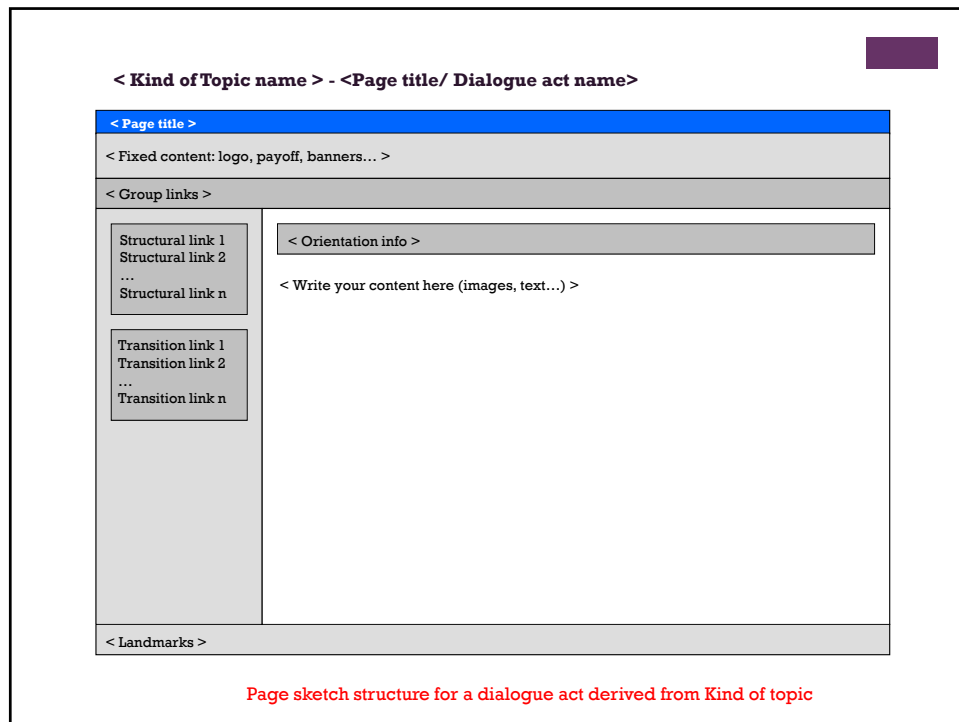 < Kind of Topic name > - <Page title/ Dialogue act name>
< Page title >
< Fixed content: logo, payoff, banners… >
< Group links >
Structural link 1
Structural link 2
…
Structural link n
Transition link 1
Transition link 2
…
Transition link n
< Orientation info >
< Write your content here (images, text…) >
< Landmarks >
Page sketch structure for a dialogue act derived from Kind of topic